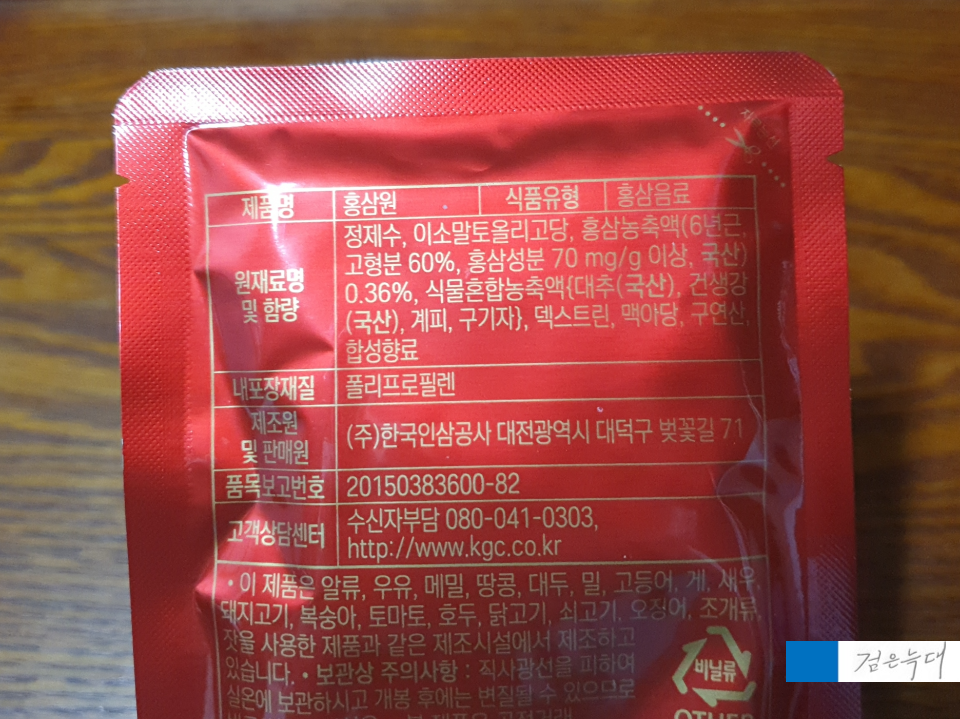 자르는선
제품명 홍삼원 식품유형 홍삼음료
원재료명 및 함량
정제수, 이소말토올리고당, 홍삼농축액(6년근,
고형분 60%, 홍삼성분 70 mg/g 이상, 국산)
0.36%, 식물혼합농축액{대추(국산), 건생강
(국산), 계피, 구기자}, 덱스트린, 맥아당, 구연산,
합성향료
내포장재질 폴리프로필렌
제조원
및 판매원
(주)한국인삼공사 대전광역시 대덕구 벚꽃길 71
품목보고번호 20150383600-82
고객상담센터
수신자부담 080-041-0303,
http://www.kgc.co.kr
• 이 제품은 알류, 우유, 메밀, 땅콩, 대두, 밀, 고등어, 게, 새우,
돼지고기, 복숭아, 토마토, 호두, 닭고기, 쇠고기, 오징어, 조개류,
잣을 사용한 제품과 같은 제조시설에서 제조하고
있습니다. • 보관상 주의사항 : 직사광선을 피하여
실온에 보관하시고 개봉 후에는 변질될 수 있으므로
비닐류
OTHER
검은늑대